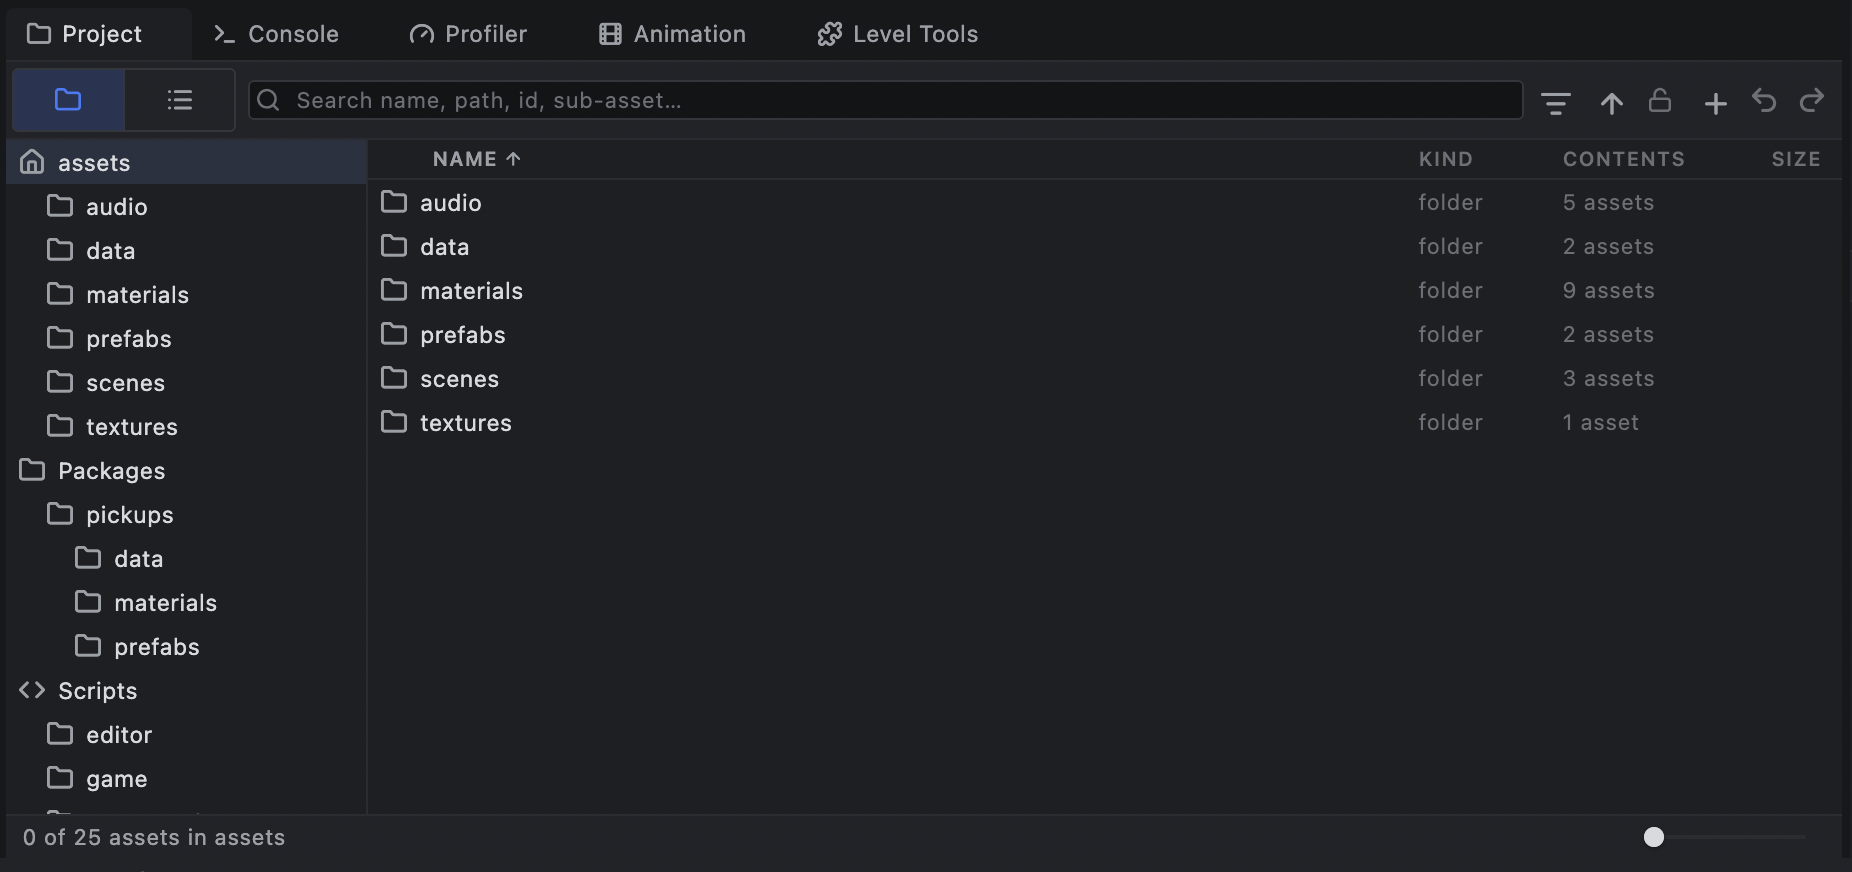 Project Console Profiler Animation Level Tools
Search name, path, id, sub-asset...
assets
audio
data
materials
prefabs
scenes
textures
Packages
pickups
data
materials
prefabs
Scripts
editor
game
NAME KIND CONTENTS SIZE
audio folder 5 assets
data folder 2 assets
materials folder 9 assets
prefabs folder 2 assets
scenes folder 3 assets
textures folder 1 asset
0 of 25 assets in assets